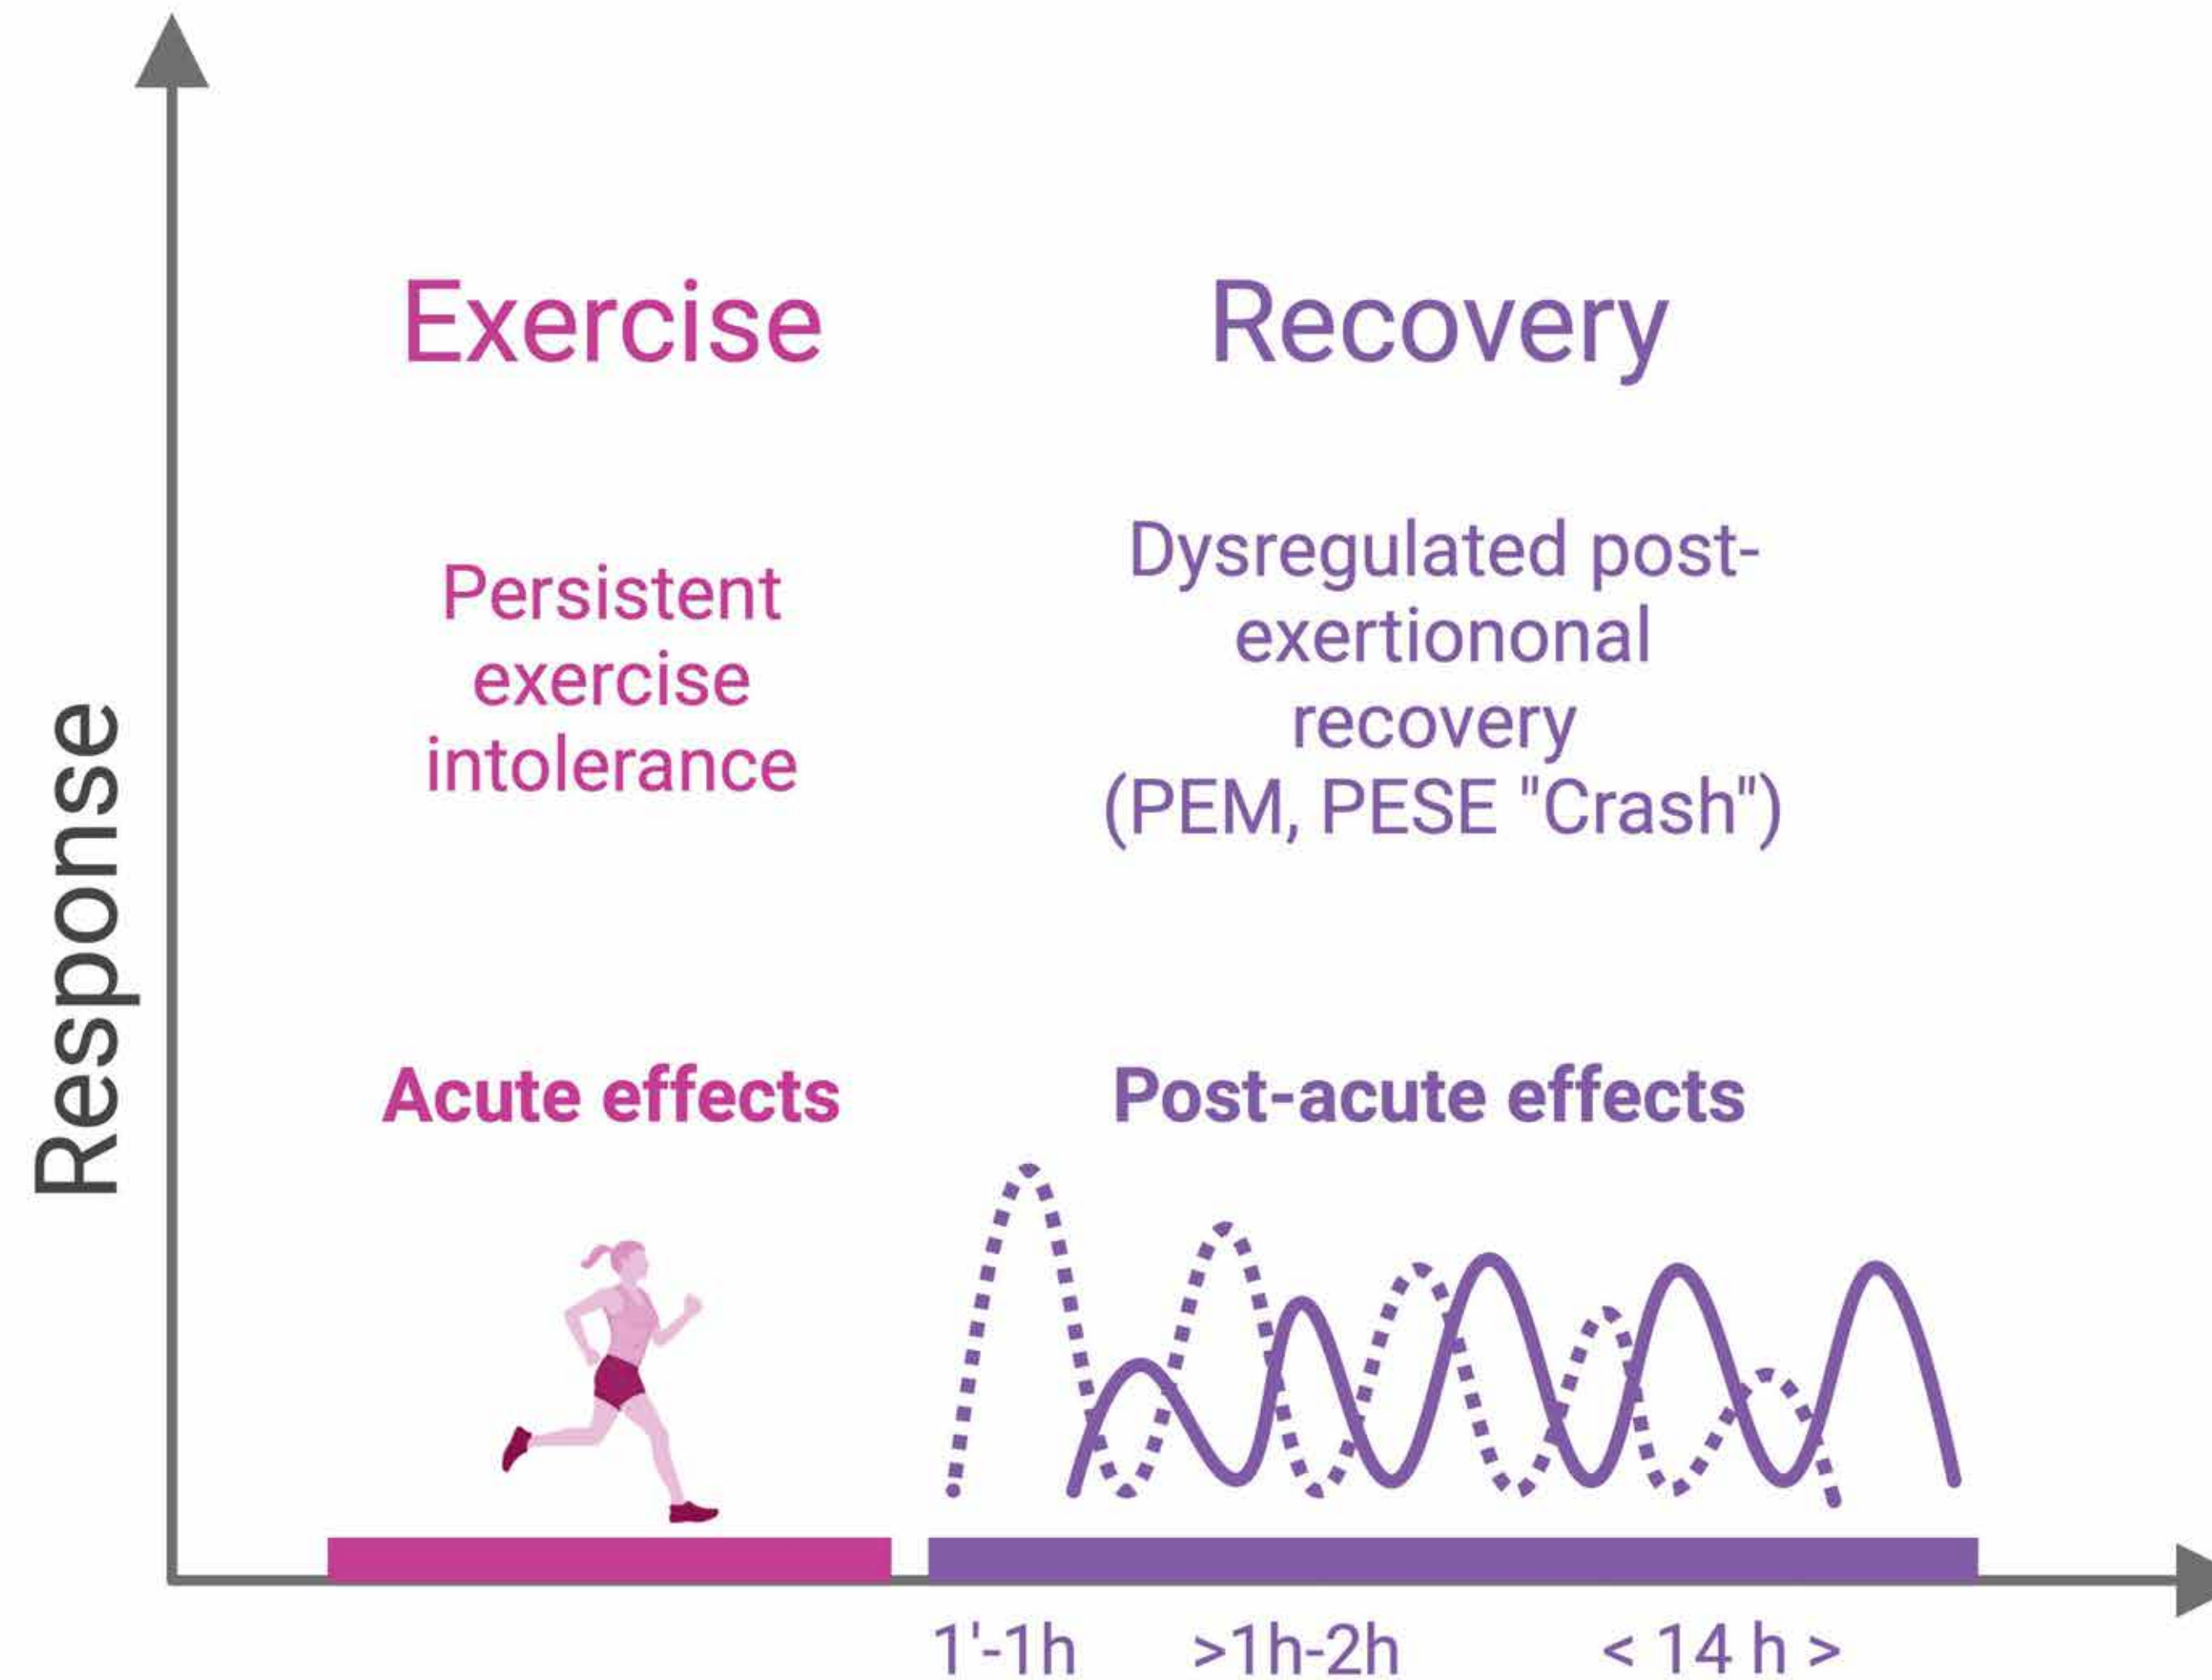 Response
Exercise
Persistent
exercise
intolerance
Acute effects
Recovery
Dysregulated post-
exertiononal
recovery
(PEM, PESE "Crash")
Post-acute effects
1'-1h
>1h-2h
< 14 h >